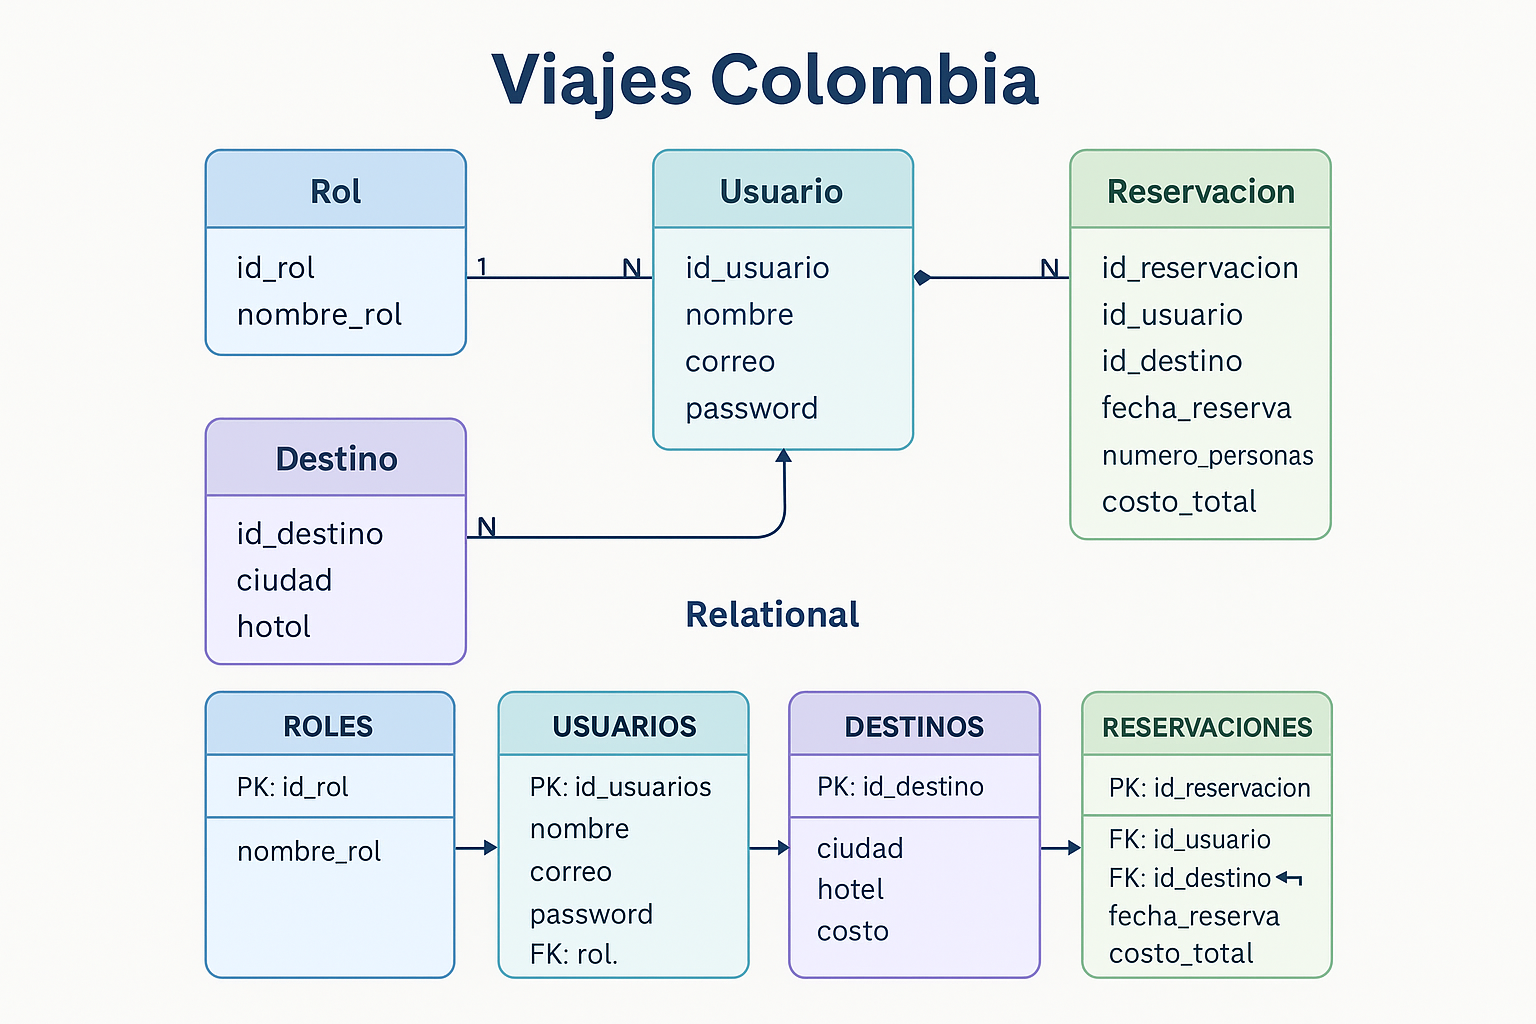 Viajes Colombia
Rol
id_rol
nombre_rol
1
N
Usuario
id_usuario
nombre
correo
password
N
Reservacion
id_reservacion
id_usuario
id_destino
fecha_reserva
numero_personas
costo_total
Destino
id_destino
ciudad
hotol
N
Relational
ROLES
PK: id_rol
nombre_rol
USUARIOS
PK: id_usuarios
nombre
correo
password
FK: rol.
DESTINOS
PK: id_destino
ciudad
hotel
costo
RESERVACIONES
PK: id_reservacion
FK: id_usuario
FK: id_destino
fecha_reserva
costo_total